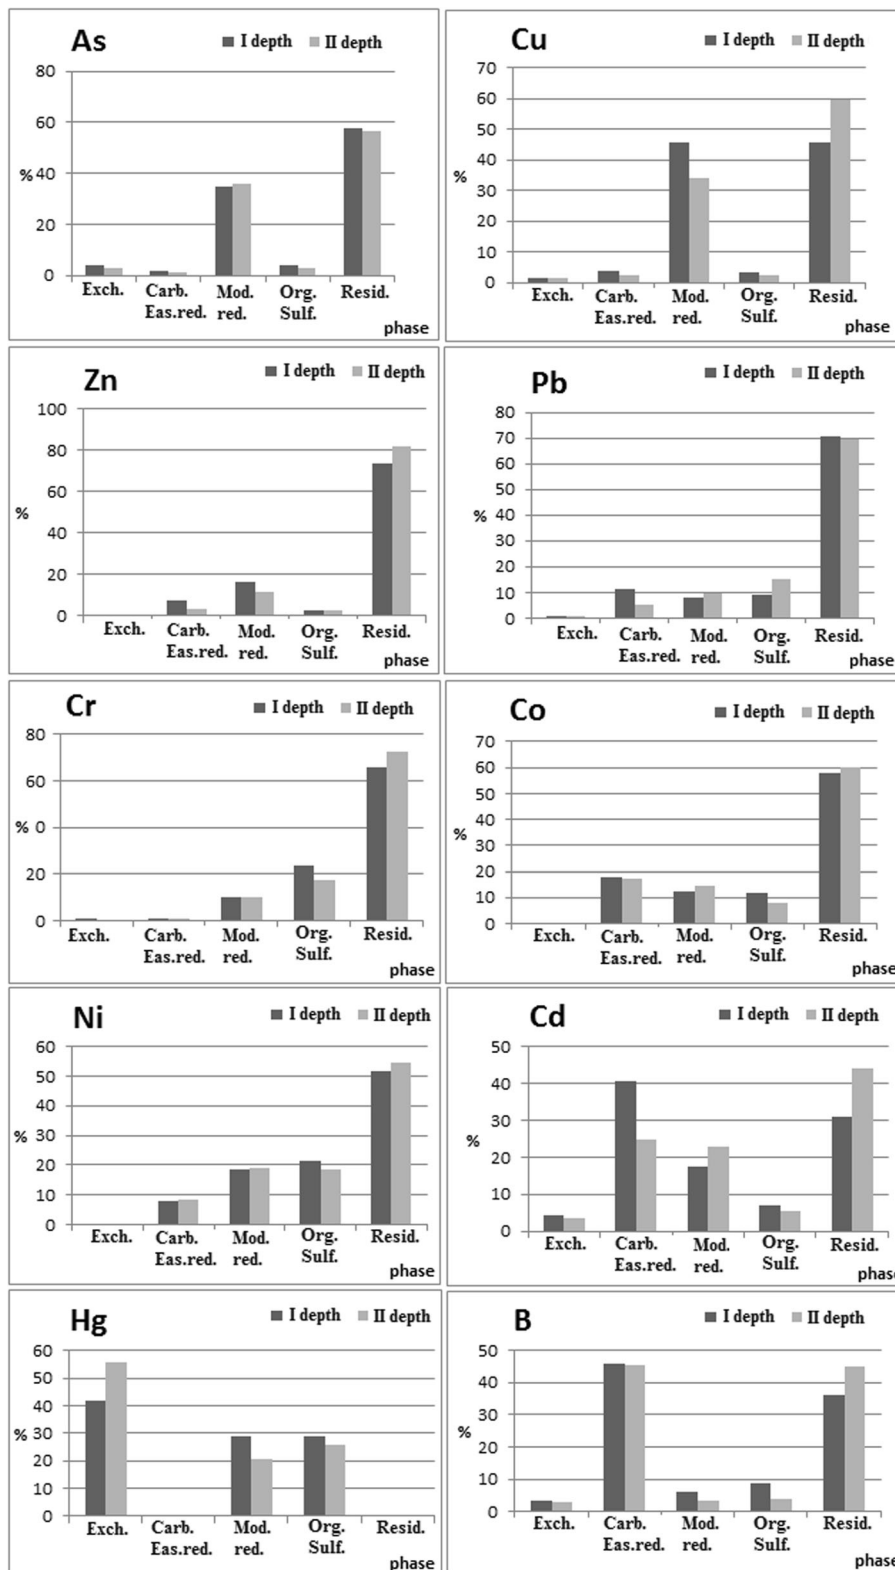 As
I depth II depth
80
60
40
20
0
%
Exch. Carb. Mod. Org. Resid.
Eas.red. red. Sulf.
phase
Cu
I depth II depth
70
60
50
40
30
20
10
0
%
Exch. Carb. Mod. Org. Resid.
Eas.red. red. Sulf.
phase
Zn
I depth II depth
100
80
60
40
20
0
%
Exch. Carb. Mod. Org. Resid.
Eas.red. red. Sulf.
phase
Pb
I depth II depth
80
70
60
50
40
30
20
10
0
%
Exch. Carb. Mod. Org. Resid.
Eas.red. red. Sulf.
phase
Cr
I depth II depth
80
60
% 0
20
0
Exch. Carb. Mod. Org. Resid.
Eas.red. red. Sulf.
phase
Co
I depth II depth
70
60
50
40
30
20
10
0
%
Exch. Carb. Mod. Org. Resid.
Eas.red. red. Sulf.
phase
Ni
I depth II depth
60
50
40
30
20
10
0
%
Exch. Carb. Mod. Org. Resid.
Eas.red. red. Sulf.
phase
Cd
I depth II depth
50
40
30
20
10
0
%
Exch. Carb. Mod. Org. Resid.
Eas.red. red. Sulf.
phase
Hg
I depth II depth
60
50
40
30
20
10
0
%
Exch. Carb. Mod. Org. Resid.
Eas.red. red. Sulf.
phase
B
I depth II depth
50
40
30
20
10
0
%
Exch. Carb. Mod. Org. Resid.
Eas.red. red. Sulf.
phase